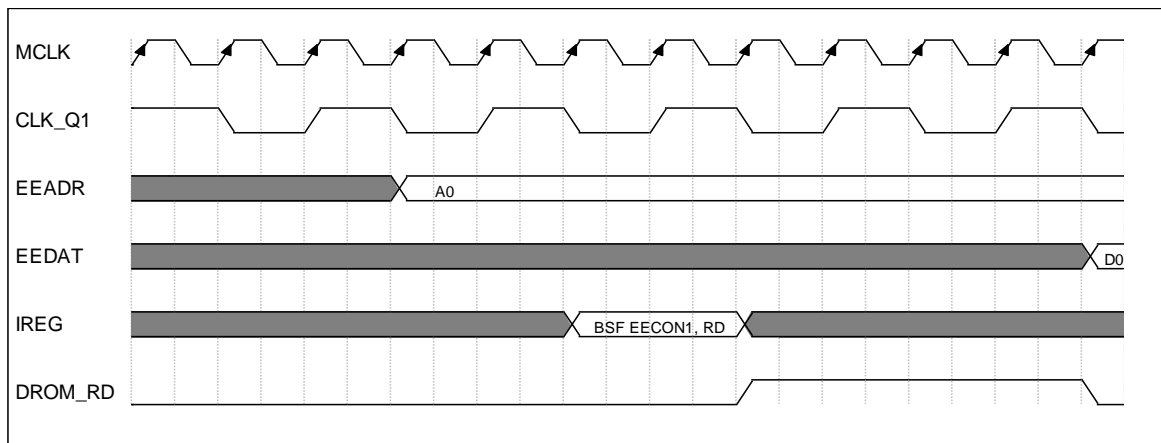 MCLK
CLK_Q1
EEADR
A0
EEDAT
D0
IREG
BSF EECON1, RD
DROM_RD